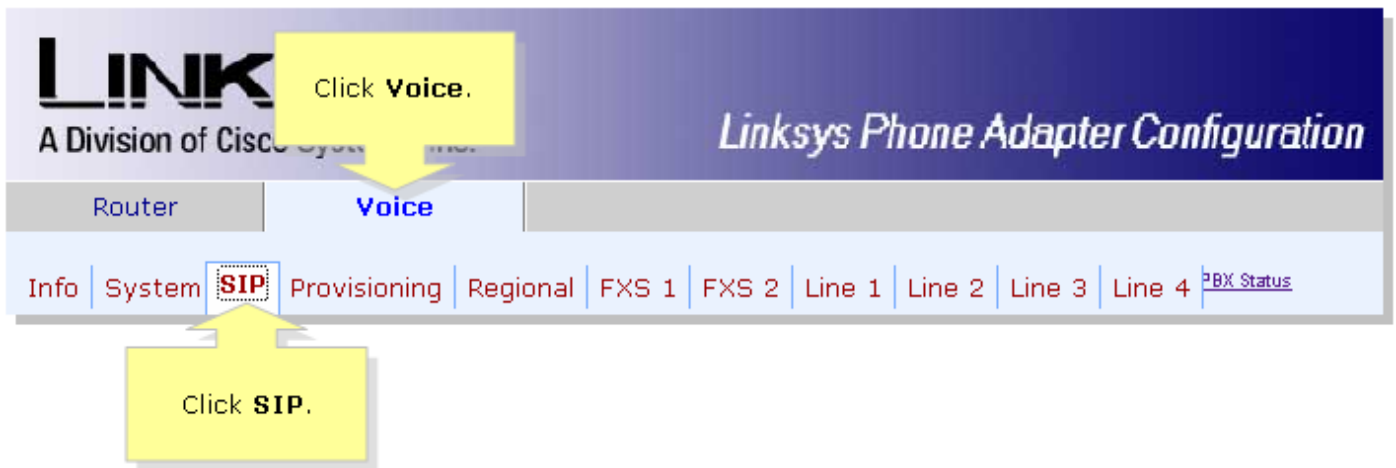 LINK
Click Voice.
A Division of Cisco
Linksys Phone Adapter Configuration
Router Voice
Info System SIP Provisioning Regional FXS 1 FXS 2 Line 1 Line 2 Line 3 Line 4 PBX Status
Click SIP.